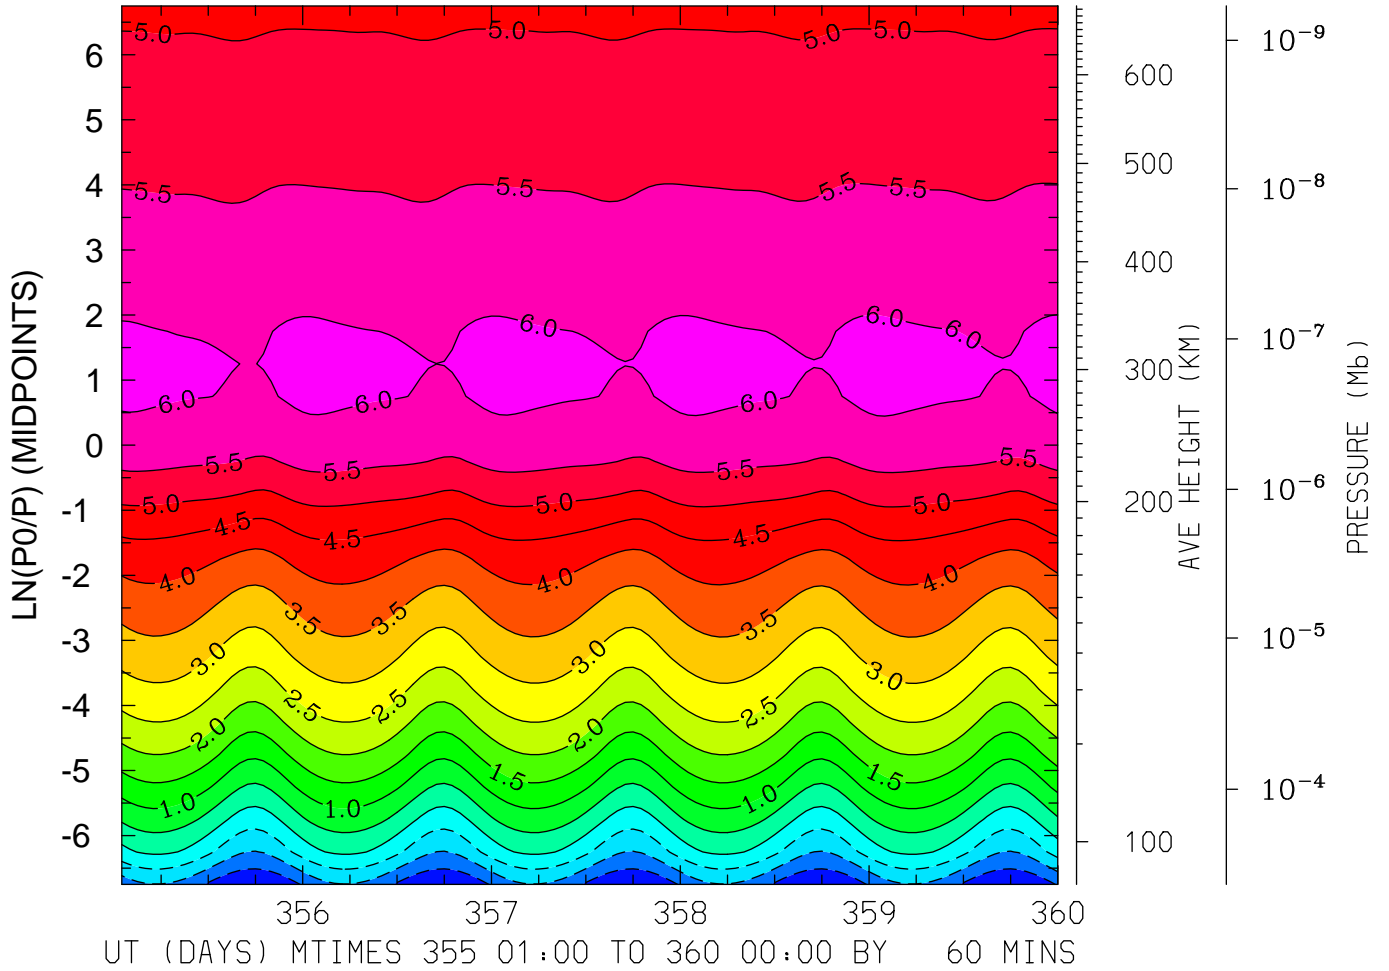 5.0 5.0 5.0 5.0
5.5 5.5 5.5 5.5
6.0 6.0 6.0
6.0 6.0 6.0
5.5 5.5 5.5 5.5
5.0 5.0 5.0
4.5 4.5 4.5
4.0 4.0 4.0
3.5 3.5 3.5
3.0 3.0 3.0
2.5 2.5 2.5
2.0 2.0
1.5 1.5
1.0 1.0 1.0
6
5
4
3
2
1
0
-1
-2
-3
-4
-5
-6
LN(P0/P) (MIDPOINTS)
356 357 358 359 360
UT (DAYS) MTIMES 355 01:00 TO 360 00:00 BY 60 MINS
600
500
400
300
200
100
AVE HEIGHT (KM)
10⁻⁹
10⁻⁸
10⁻⁷
10⁻⁶
10⁻⁵
10⁻⁴
PRESSURE (Mb)